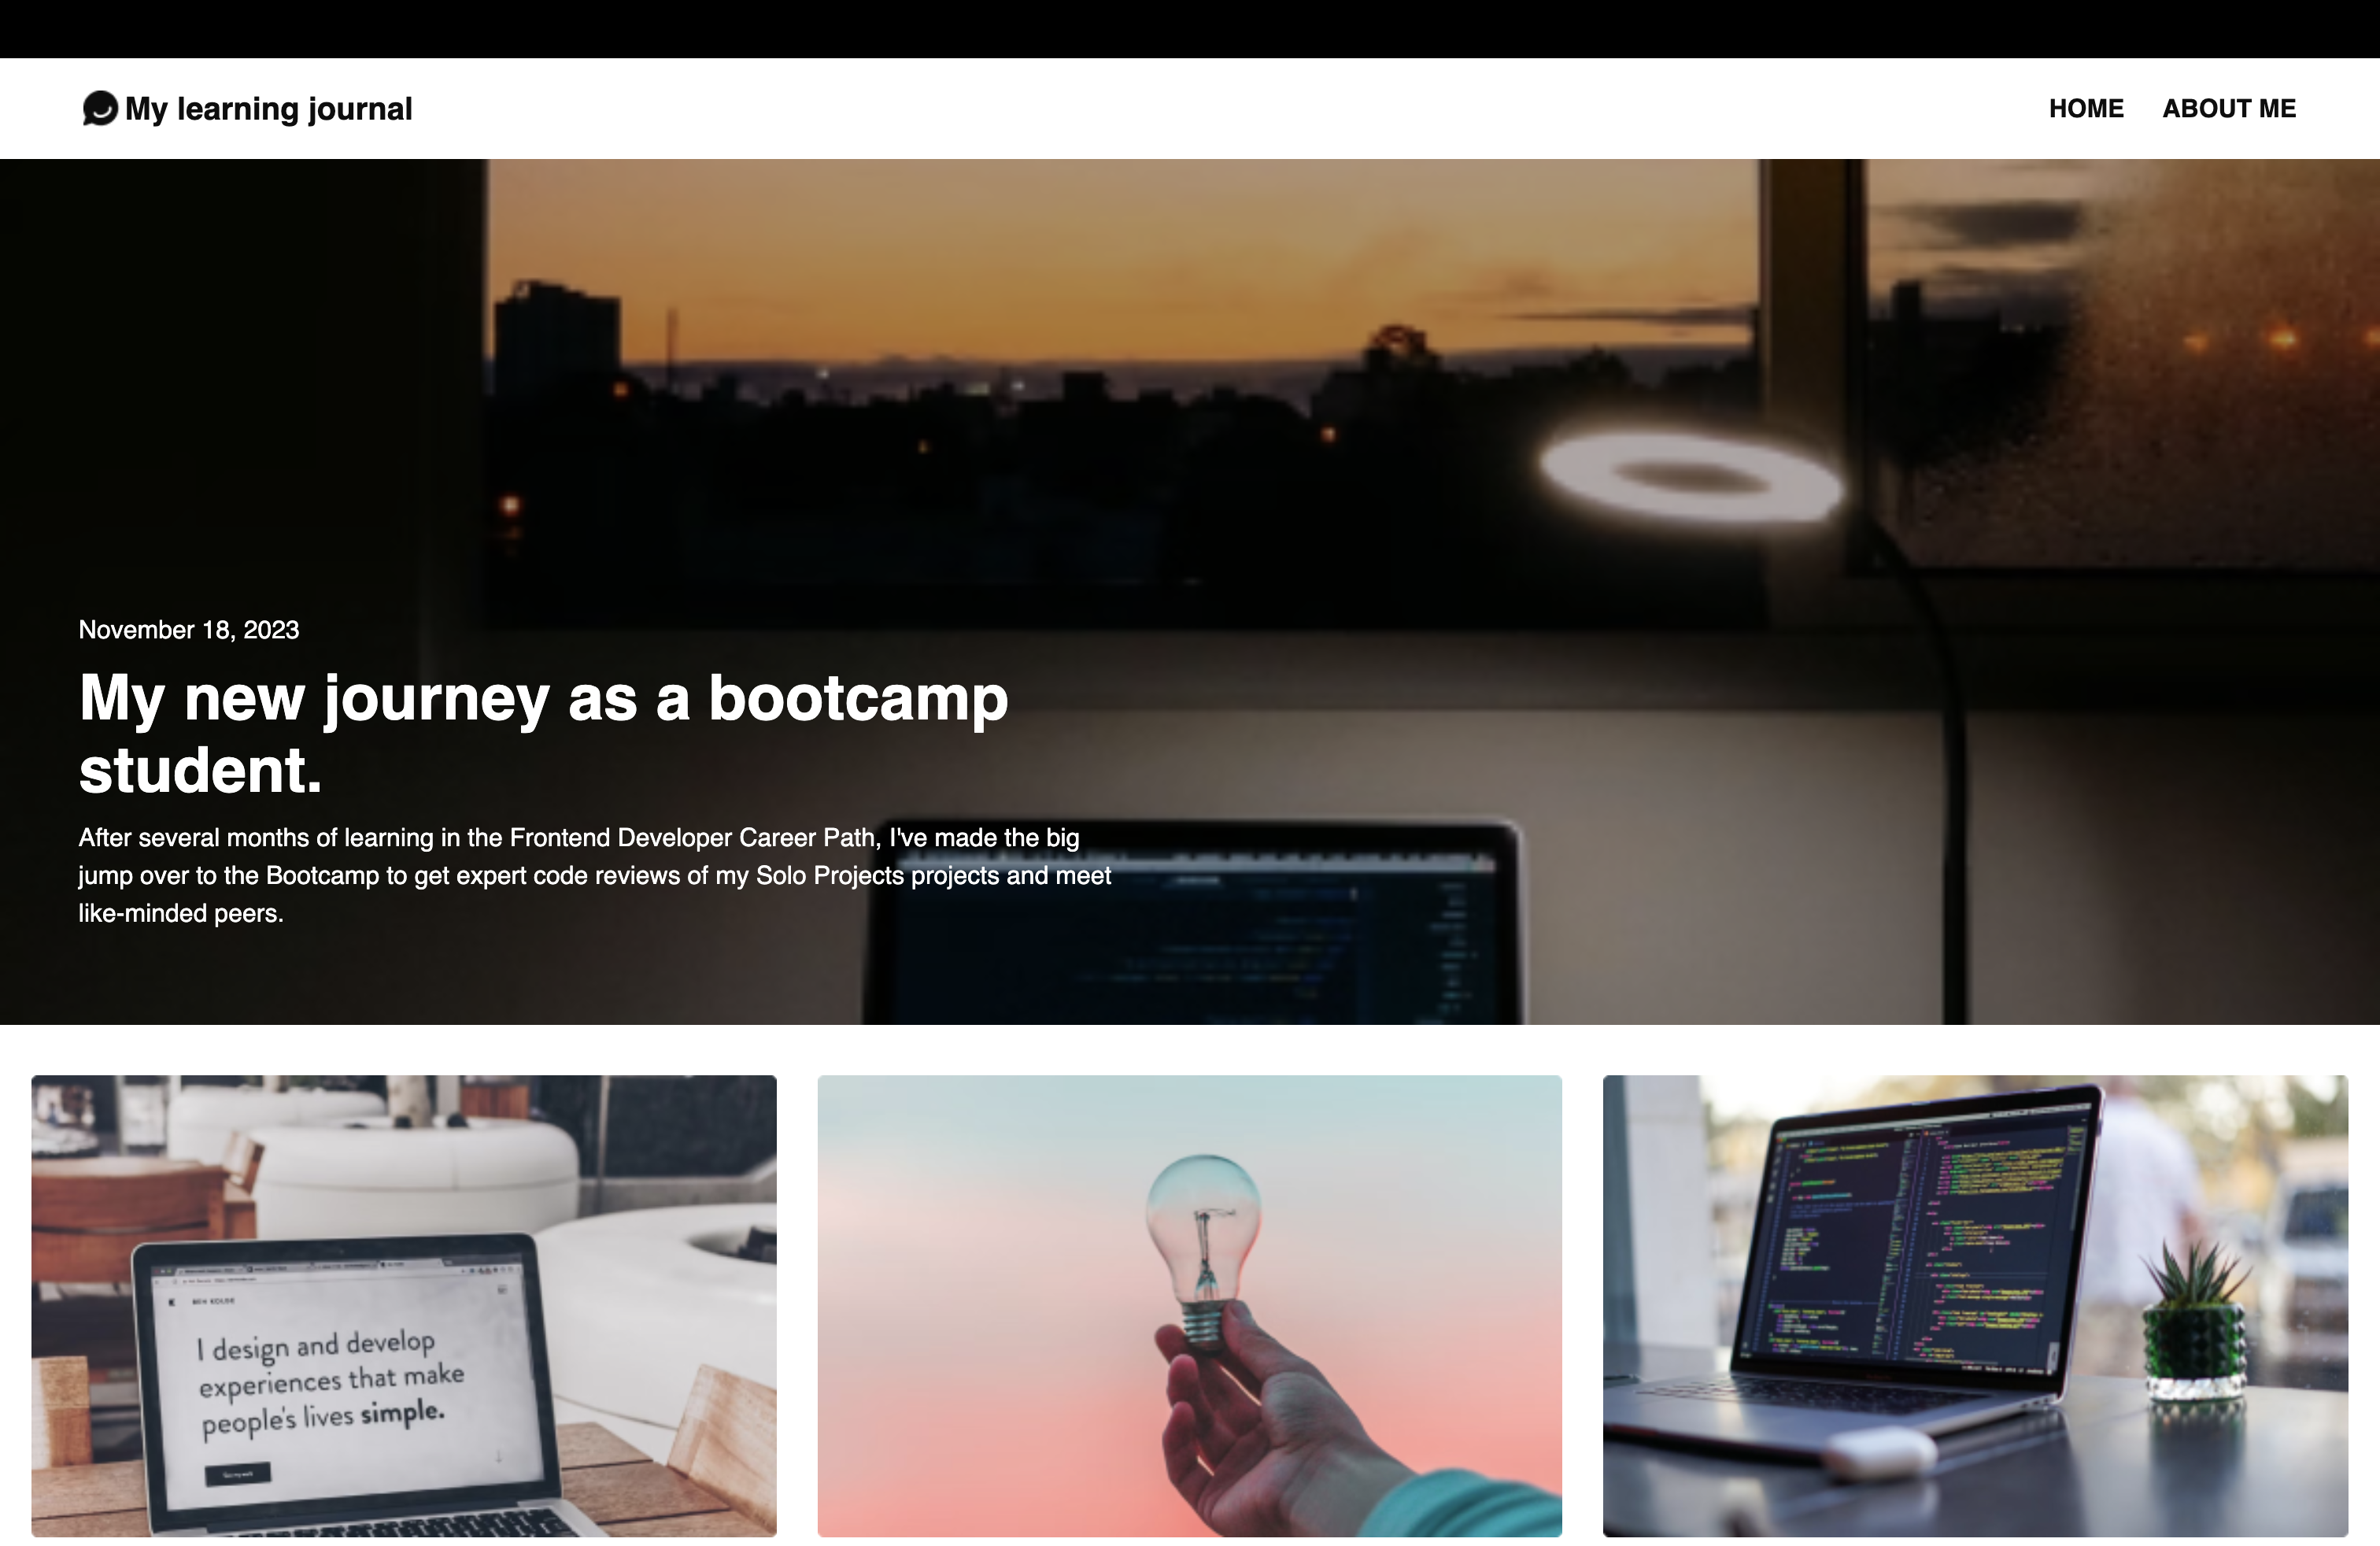 My learning journal
HOME ABOUT ME
November 18, 2023
My new journey as a bootcamp
student.
After several months of learning in the Frontend Developer Career Path, I've made the big
jump over to the Bootcamp to get expert code reviews of my Solo Projects projects and meet
like-minded peers.
BEN KOLDE
I design and develop
experiences that make
people's lives simple.